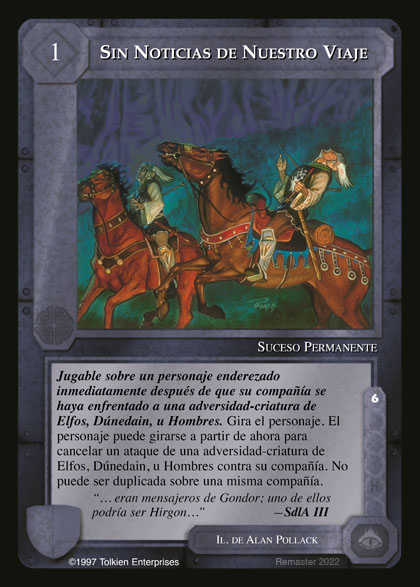 1
SIN NOTICIAS DE NUESTRO VIAJE
SUCESO PERMANENTE
Jugable sobre un personaje enderezado
inmediatamente después de que su compañía se
haya enfrentado a una adversidad-criatura de
Elfos, Dúnedain, u Hombres. Gira el personaje. El
personaje puede girarse a partir de ahora para
cancelar un ataque de una adversidad-criatura de
Elfos, Dúnedain, u Hombres contra su compañía. No
puede ser duplicada sobre una misma compañía.
6
“… eran mensajeros de Gondor; uno de ellos
podría ser Hirgon…” —SdlA III
IL. DE ALAN POLLACK
©1997 Tolkien Enterprises
Remaster 2022